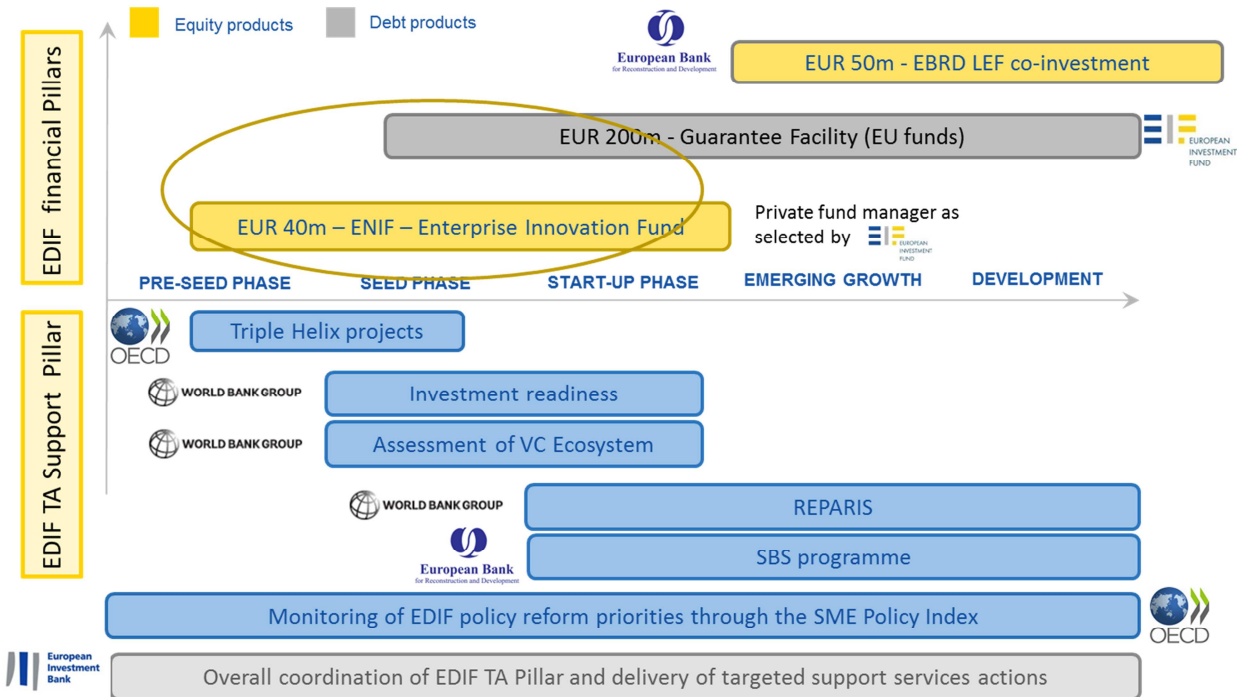 Equity products
Debt products
EDIF financial Pillars
European Bank
for Reconstruction and Development
EUR 50m - EBRD LEF co-investment
EUR 200m - Guarantee Facility (EU funds)
EIF EUROPEAN
INVESTMENT
FUND
EUR 40m – ENIF – Enterprise Innovation Fund
Private fund manager as
selected by EIF EUROPEAN
INVESTMENT
FUND
PRE-SEED PHASE
SEED PHASE
START-UP PHASE
EMERGING GROWTH
DEVELOPMENT
EDIF TA Support Pillar
OECD
Triple Helix projects
WORLD BANK GROUP
Investment readiness
WORLD BANK GROUP
Assessment of VC Ecosystem
WORLD BANK GROUP
REPARIS
European Bank
for Reconstruction and Development
SBS programme
Monitoring of EDIF policy reform priorities through the SME Policy Index
OECD
European
Investment
Bank
Overall coordination of EDIF TA Pillar and delivery of targeted support services actions